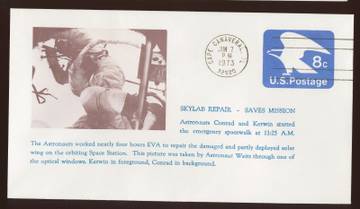 CAPE CANAVERAL, FL
JUN 7
PM
1973
32920
8c
U.S. Postage
SKYLAB REPAIR - SAVES MISSION
Astronauts Conrad and Kerwin started
the emergency spacewalk at 11:25 A.M.
The Astronauts worked nearly four hours EVA to repair the damaged and partly deployed solar
wing on the orbiting Space Station. This picture was taken by Astronaut Weitz through one of
the optical windows. Kerwin in foreground, Conrad in background.